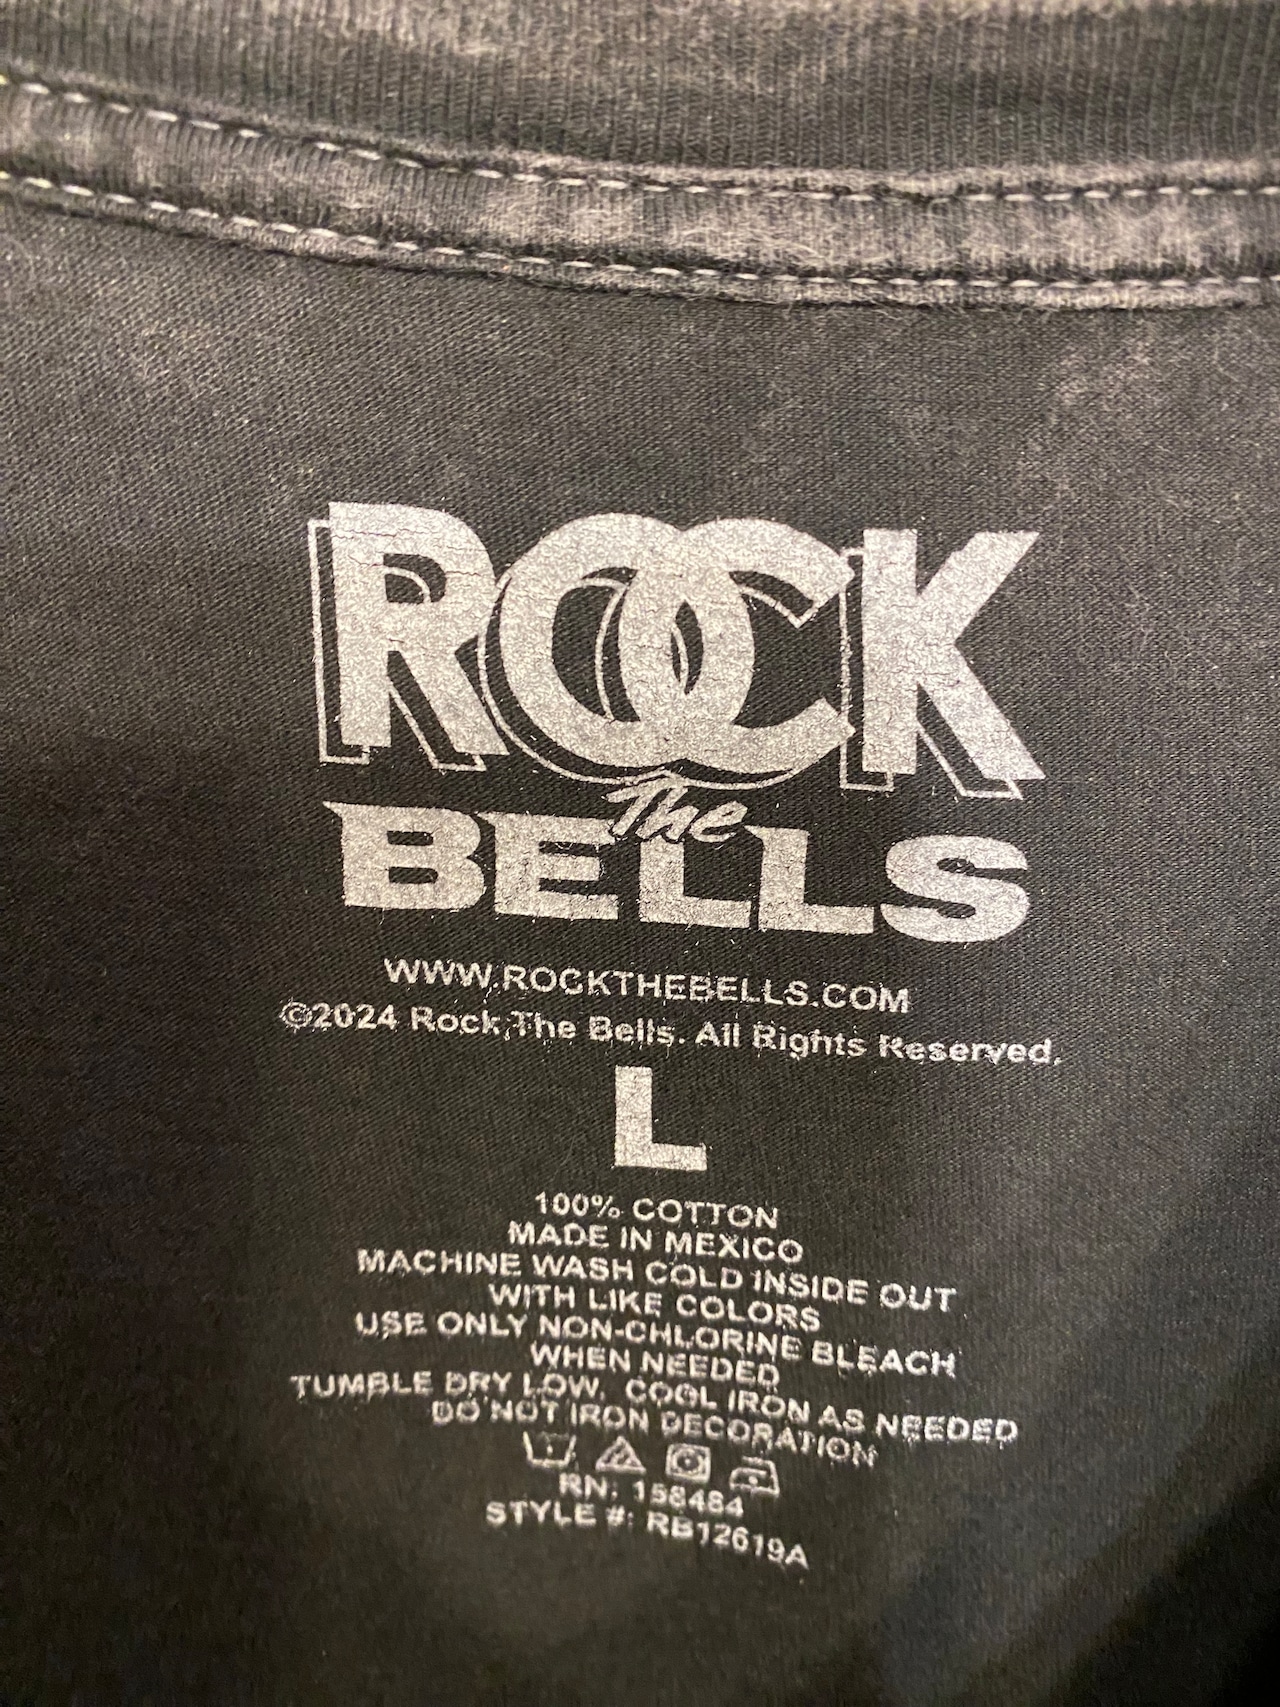 ROCK
The
BELLS
WWW.ROCKTHEBELLS.COM
©2024 Rock The Bells. All Rights Reserved.
L
100% COTTON
MADE IN MEXICO
MACHINE WASH COLD INSIDE OUT
WITH LIKE COLORS
USE ONLY NON-CHLORINE BLEACH
WHEN NEEDED
TUMBLE DRY LOW, COOL IRON AS NEEDED
DO NOT IRON DECORATION
RN: 158484
STYLE #: RB12619A